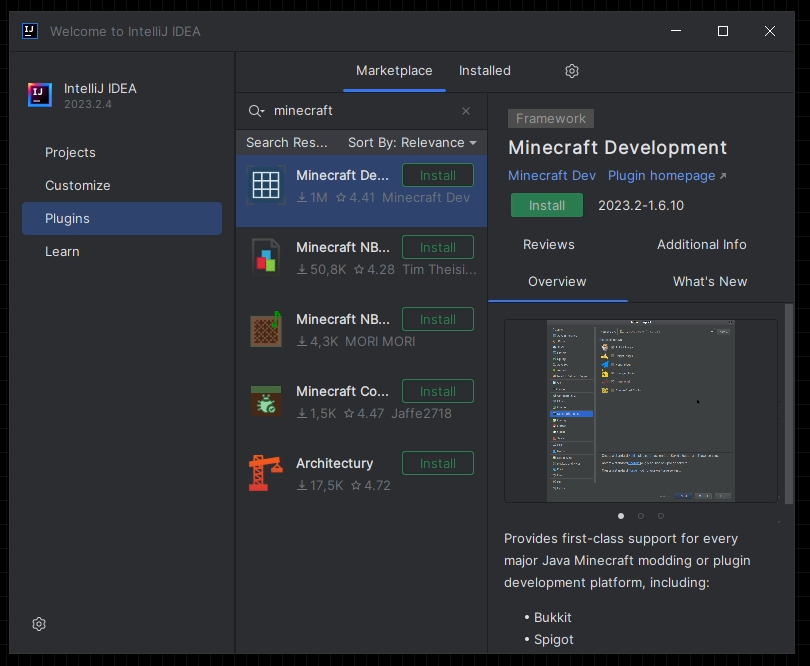 Welcome to IntelliJ IDEA
IntelliJ IDEA
2023.2.4
Projects
Customize
Plugins
Learn
Marketplace
Installed
minecraft
Search Res...
Sort By: Relevance
Minecraft De...
Install
1M 4.41 Minecraft Dev
Minecraft NB...
Install
50,8K 4.28 Tim Theisi...
Minecraft NB...
Install
4,3K MORI MORI
Minecraft Co...
Install
1,5K 4.47 Jaffe2718
Architectury
Install
17,5K 4.72
Framework
Minecraft Development
Minecraft Dev Plugin homepage
Install
2023.2-1.6.10
Reviews
Additional Info
Overview
What's New
Provides first-class support for every
major Java Minecraft modding or plugin
development platform, including:
• Bukkit
• Spigot